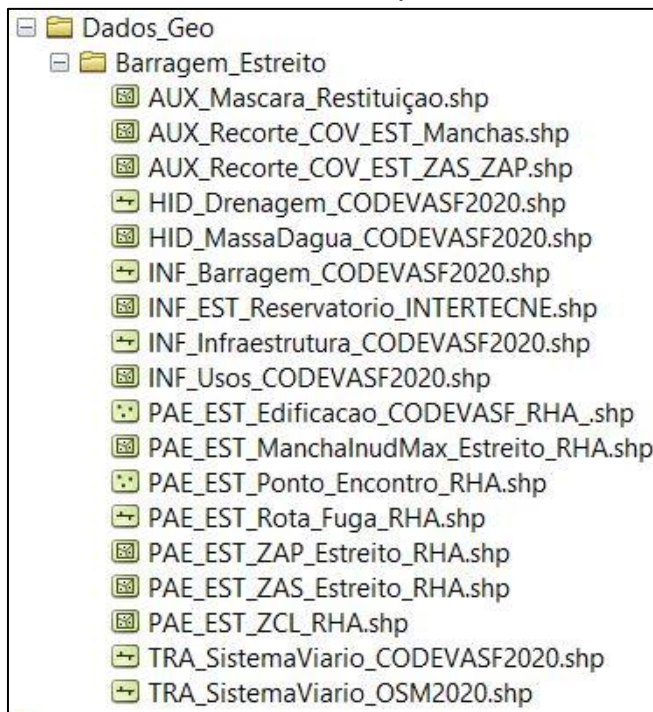 Dados_Geo
Barragem_Estreito
AUX_Mascara_Restituiçao.shp
AUX_Recorte_COV_EST_Manchas.shp
AUX_Recorte_COV_EST_ZAS_ZAP.shp
HID_Drenagem_CODEVASF2020.shp
HID_MassaDagua_CODEVASF2020.shp
INF_Barragem_CODEVASF2020.shp
INF_EST_Reservatorio_INTERTECNE.shp
INF_Infraestrutura_CODEVASF2020.shp
INF_Usos_CODEVASF2020.shp
PAE_EST_Edificacao_CODEVASF_RHA_.shp
PAE_EST_ManchaInudMax_Estreito_RHA.shp
PAE_EST_Ponto_Encontro_RHA.shp
PAE_EST_Rota_Fuga_RHA.shp
PAE_EST_ZAP_Estreito_RHA.shp
PAE_EST_ZAS_Estreito_RHA.shp
PAE_EST_ZCL_RHA.shp
TRA_SistemaViario_CODEVASF2020.shp
TRA_SistemaViario_OSM2020.shp